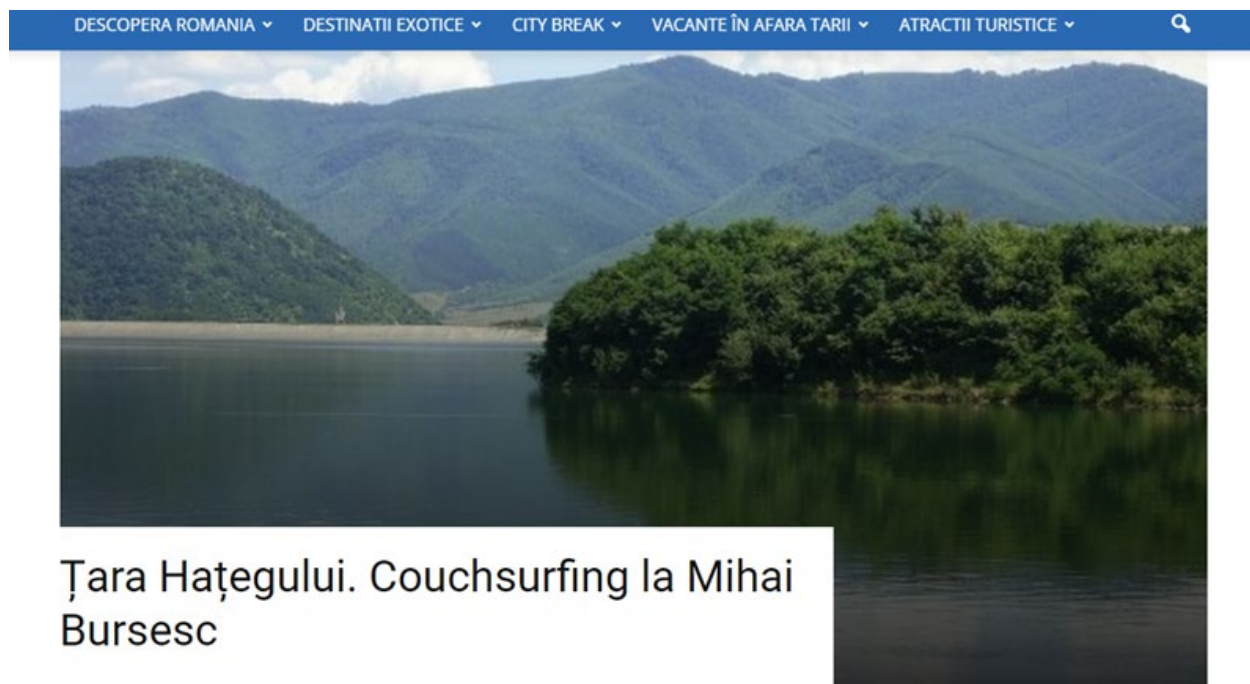 DESCOPERA ROMANIA DESTINATII EXOTICE CITY BREAK VACANTE ÎN AFARA TARII ATRACTII TURISTICE
Țara Hațegului. Couchsurfing la Mihai
Bursesc